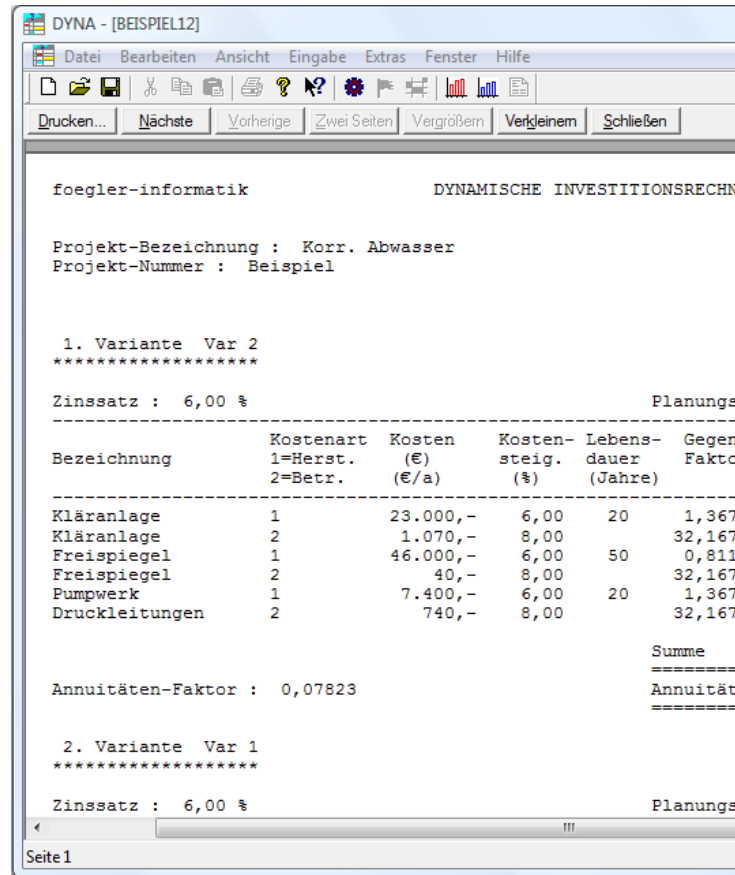 DYNA - [BEISPIEL12]
Datei Bearbeiten Ansicht Eingabe Extras Fenster Hilfe
Drucken... Nächste Vorherige Zwei Seiten Vergrößern Verkleinern Schließen
foegler-informatik DYNAMISCHE INVESTITIONSRECHN
Projekt-Bezeichnung : Korr. Abwasser
Projekt-Nummer : Beispiel
1. Variante Var 2
*******************
Zinssatz : 6,00 % Planungs
Kostenart Kosten Kosten- Lebens- Gegen
Bezeichnung 1=Herst. (€) steig. dauer Fakto
2=Betr. (€/a) (%) (Jahre)
Kläranlage 1 23.000,- 6,00 20 1,367
Kläranlage 2 1.070,- 8,00 32,167
Freispiegel 1 46.000,- 6,00 50 0,811
Freispiegel 2 40,- 8,00 32,167
Pumpwerk 1 7.400,- 6,00 20 1,367
Druckleitungen 2 740,- 8,00 32,167
Summe
Annuitäten-Faktor : 0,07823 Annuität
2. Variante Var 1
*******************
Zinssatz : 6,00 % Planungs
Seite 1